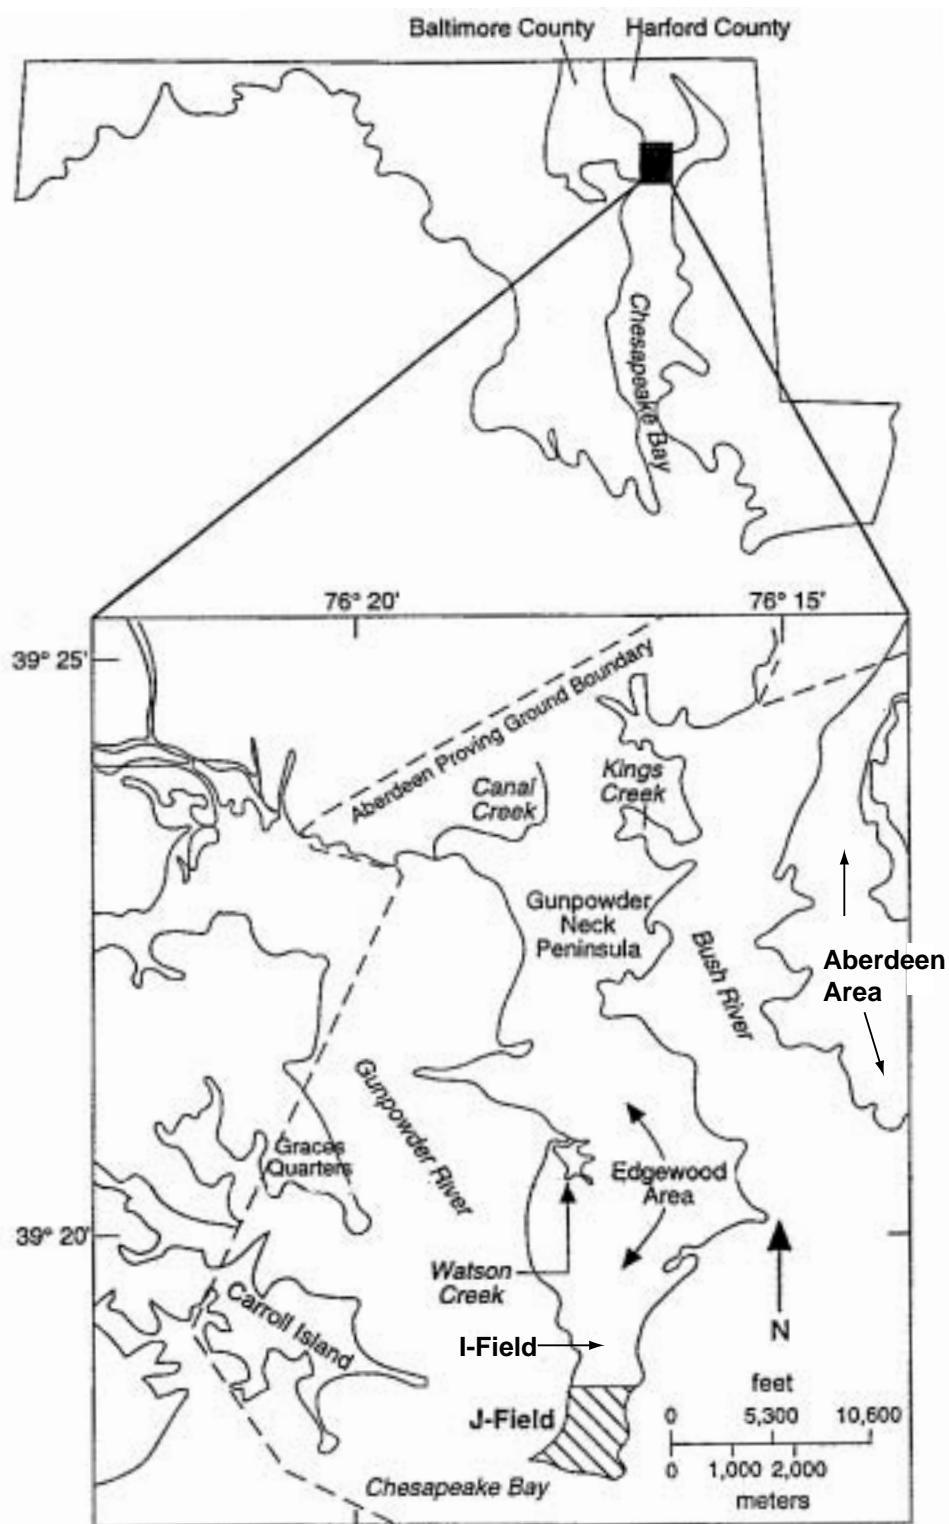 Baltimore County
Harford County
Chesapeake Bay
76° 20'
76° 15'
39° 25'
Aberdeen Proving Ground Boundary
Canal
Creek
Kings
Creek
Gunpowder
Neck
Peninsula
Bush River
Aberdeen
Area
Gunpowder River
Graces
Quarters
Edgewood
Area
39° 20'
Watson
Creek
Carroll Island
N
I-Field
feet
0 5,300 10,600
J-Field
0 1,000 2,000
meters
Chesapeake Bay